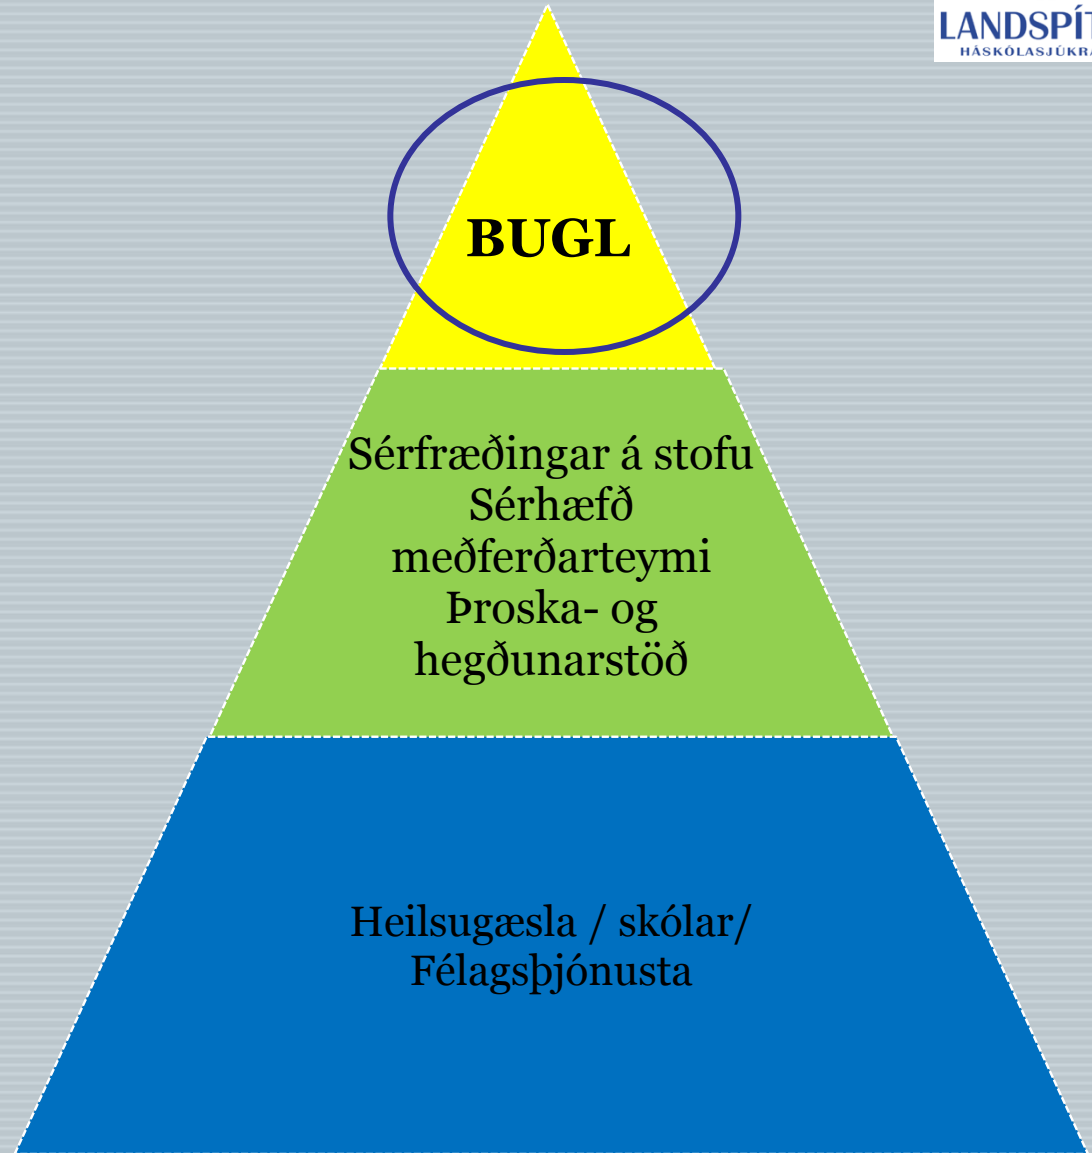 BUGL
Sérfræðingar á stofu
Sérhæfð
meðferðarteymi
Þroska- og
hegðunarstöð
Heilsugæsla / skólar/
Félagsþjónusta